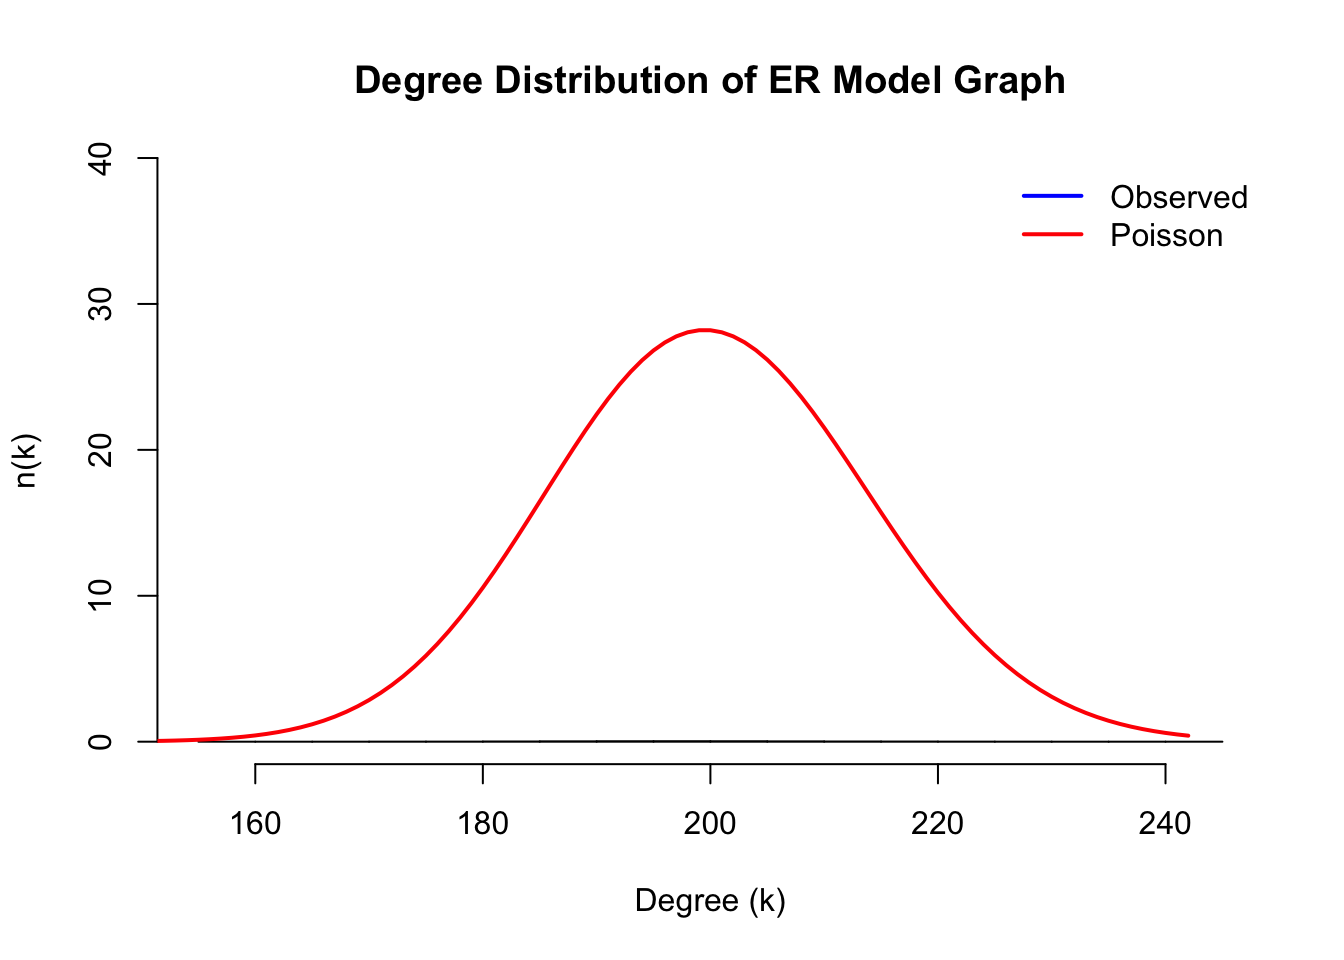 Degree Distribution of ER Model Graph
Observed
Poisson
40
30
20
10
0
n(k)
160 180 200 220 240
Degree (k)